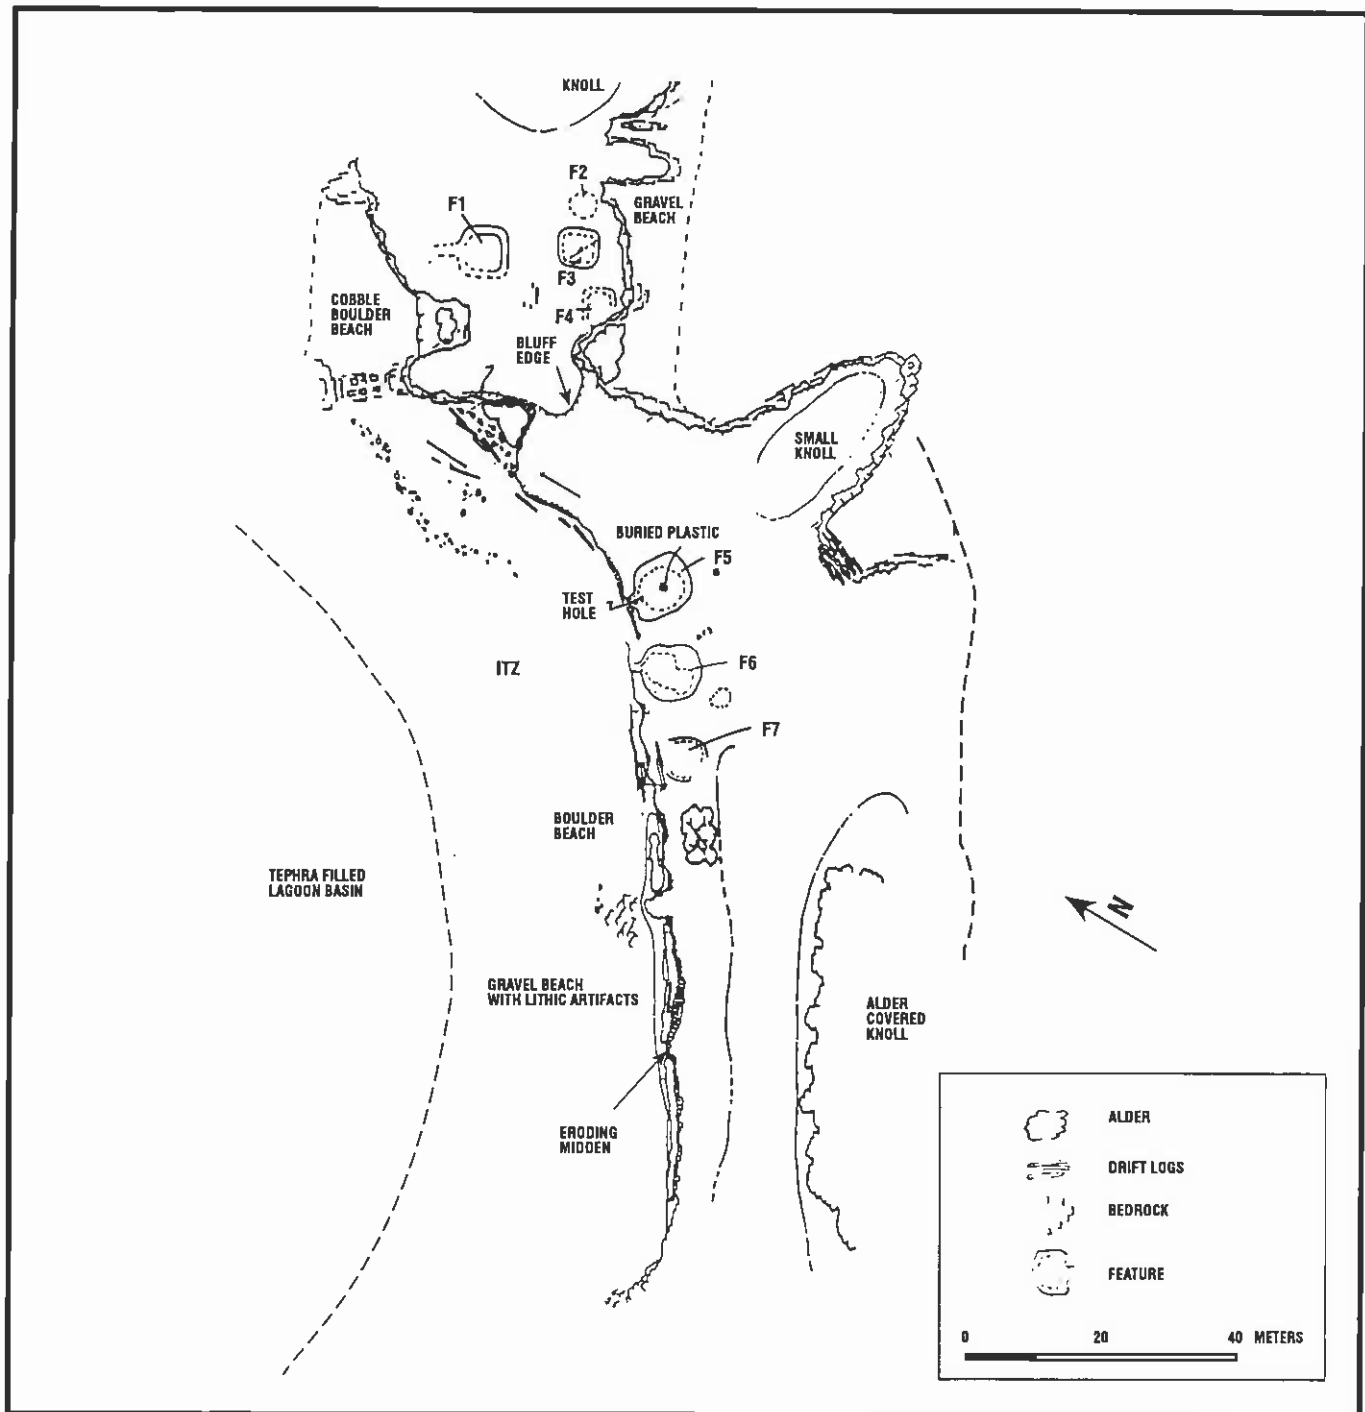 KNOLL
F2
F1
GRAVEL
BEACH
F3
COBBLE
BOULDER
BEACH
F4
BLUFF
EDGE
SMALL
KNOLL
BURIED PLASTIC
F5
TEST
HOLE
ITZ
F6
F7
BOULDER
BEACH
TEPHRA FILLED
LAGOON BASIN
N
GRAVEL BEACH
WITH LITHIC ARTIFACTS
ALDER
COVERED
KNOLL
ERODING
MIDDEN
ALDER
DRIFT LOGS
BEDROCK
FEATURE
0 20 40 METERS